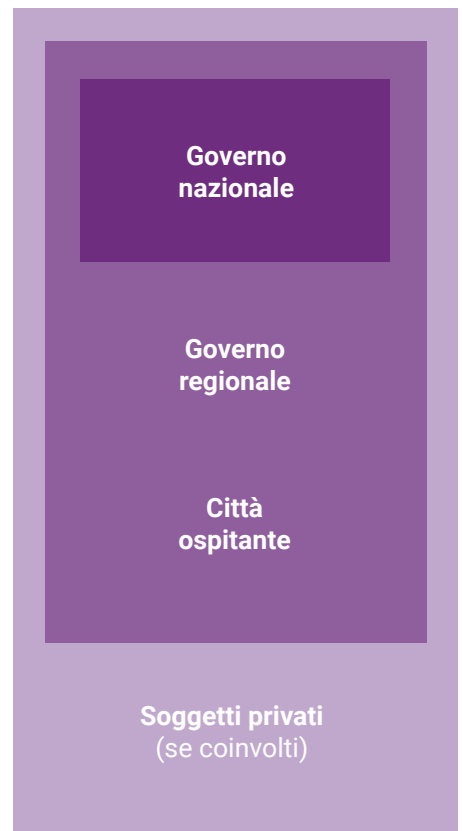 Governo
nazionale
Governo
regionale
Città
ospitante
Soggetti privati
(se coinvolti)